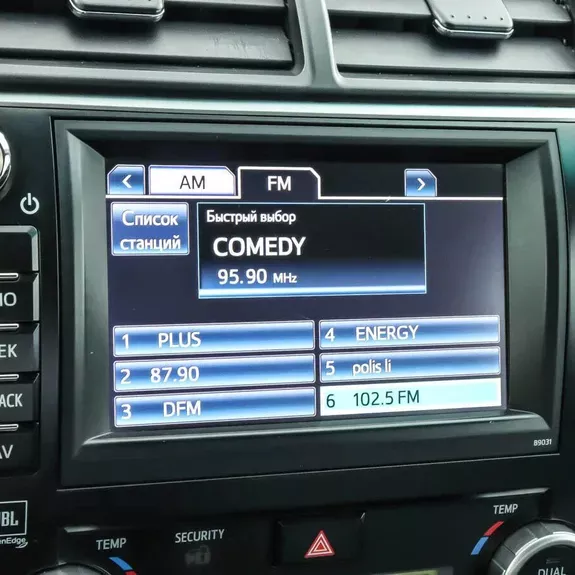 AM
FM
Список
станций
Быстрый выбор
COMEDY
95.90 MHz
1 PLUS
4 ENERGY
2 87.90
5 polis li
3 DFM
6 102.5 FM
B9031
TEMP
SECURITY
TEMP
DUAL